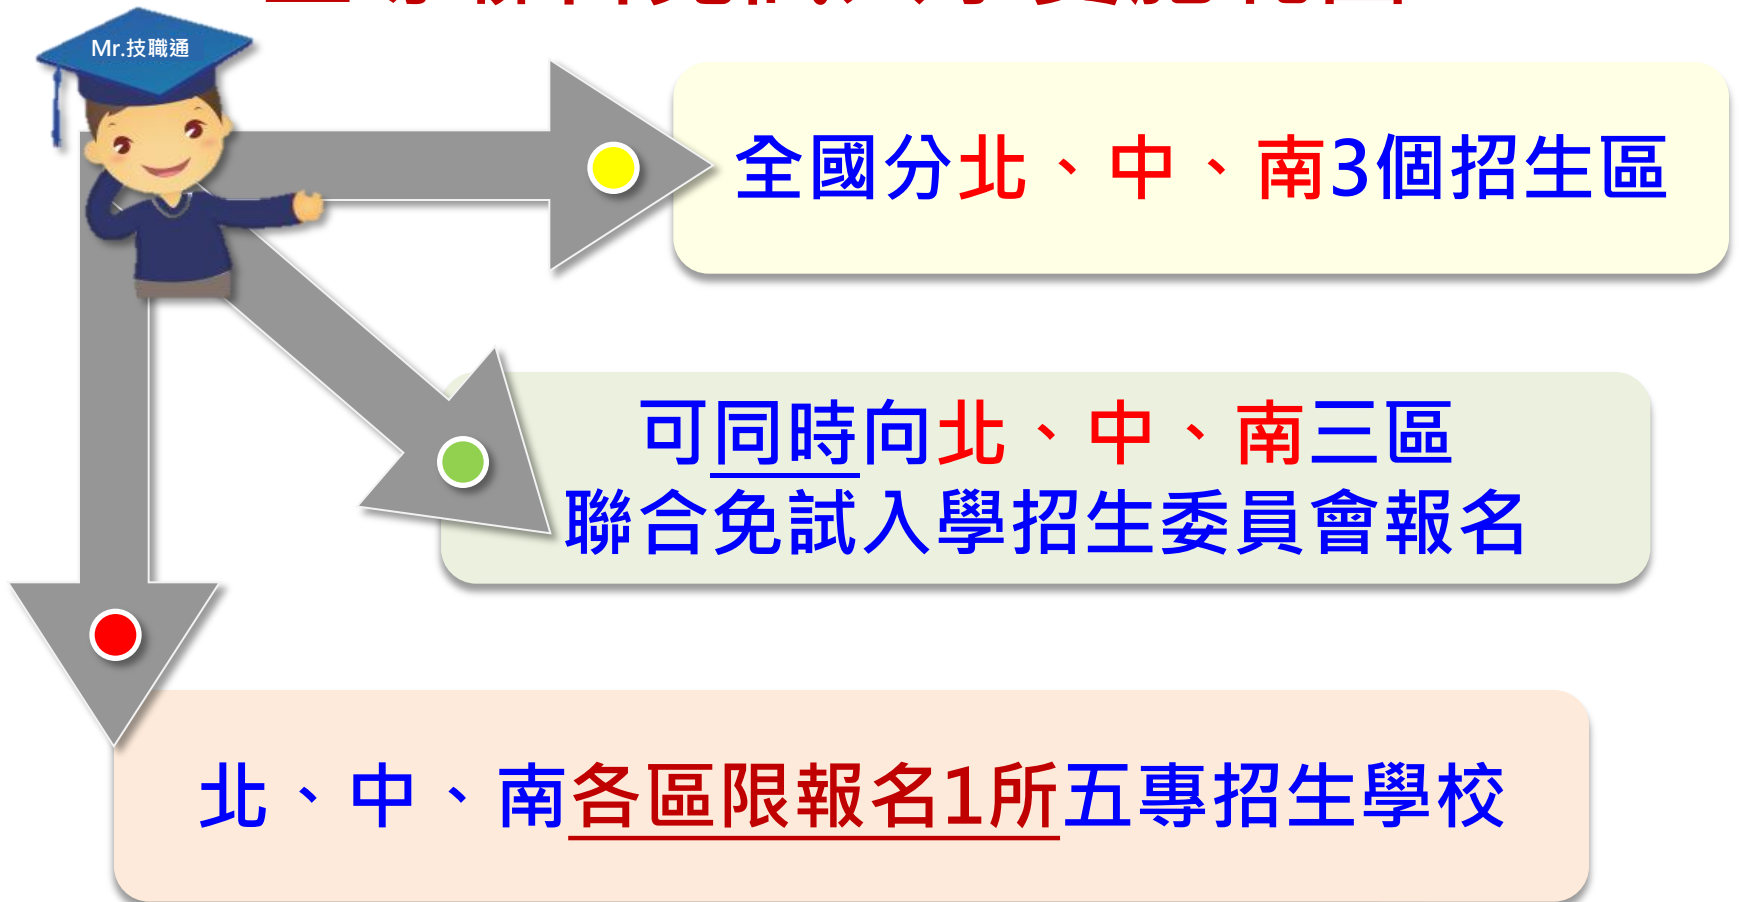 Mr.技職通
全國分北、中、南3個招生區
可同時向北、中、南三區
聯合免試入學招生委員會報名
北、中、南各區限報名1所五專招生學校